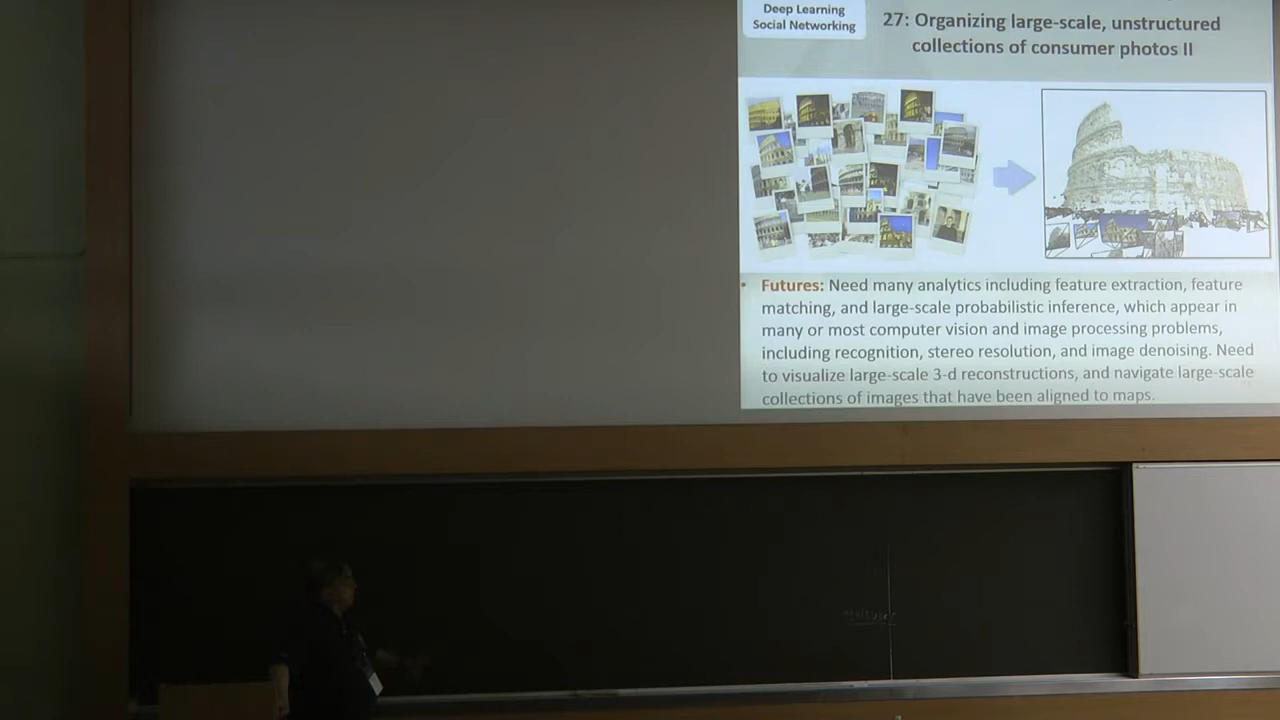 Deep Learning
Social Networking
27: Organizing large-scale, unstructured
collections of consumer photos II
• Futures: Need many analytics including feature extraction, feature
matching, and large-scale probabilistic inference, which appear in
many or most computer vision and image processing problems,
including recognition, stereo resolution, and image denoising. Need
to visualize large-scale 3-d reconstructions, and navigate large-scale
collections of images that have been aligned to maps.